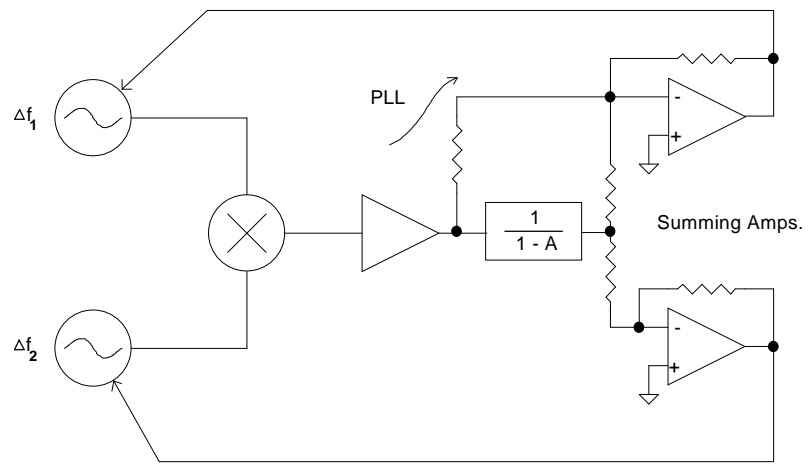 Δf1
PLL
-
+
1
1 - A
Summing Amps.
Δf2
-
+